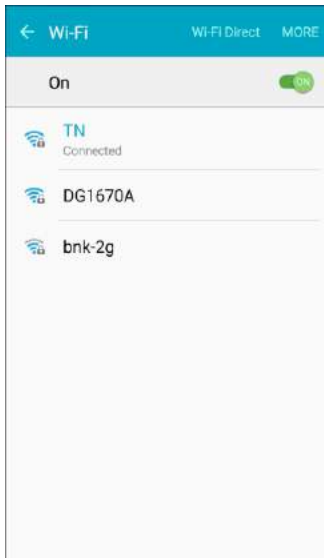 Wi-Fi Wi-Fi Direct MORE
On ON
TN
Connected
DG1670A
bnk-2g